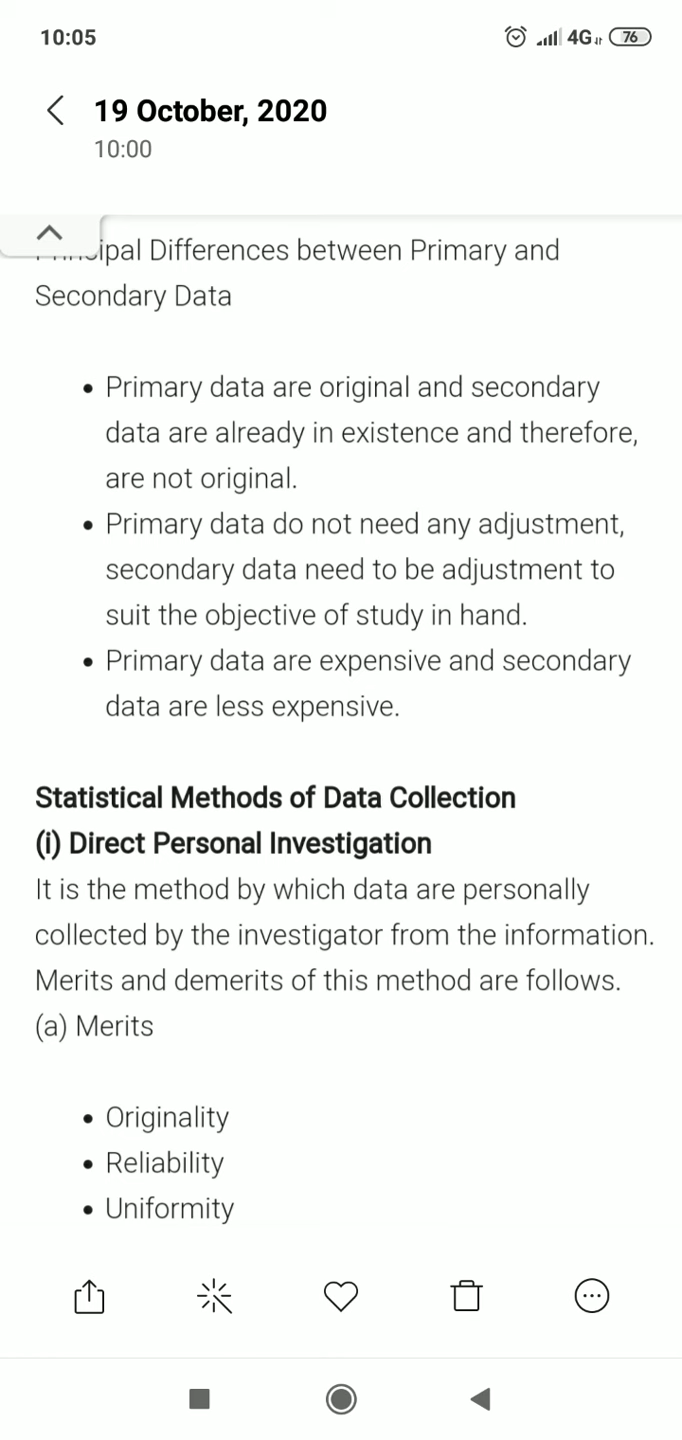 10:05
4G 76
19 October, 2020
10:00
Differences between Primary and
Secondary Data
• Primary data are original and secondary
data are already in existence and therefore,
are not original.
• Primary data do not need any adjustment,
secondary data need to be adjustment to
suit the objective of study in hand.
• Primary data are expensive and secondary
data are less expensive.
Statistical Methods of Data Collection
(i) Direct Personal Investigation
It is the method by which data are personally
collected by the investigator from the information.
Merits and demerits of this method are follows.
(a) Merits
• Originality
• Reliability
• Uniformity